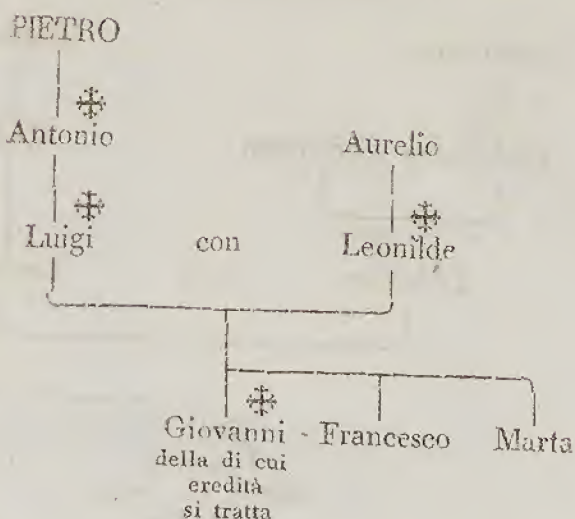 PIETRO
Antonio
Aurelio
Luigi con Leonilde
Giovanni - Francesco Marta
della di cui
eredità
si tratta